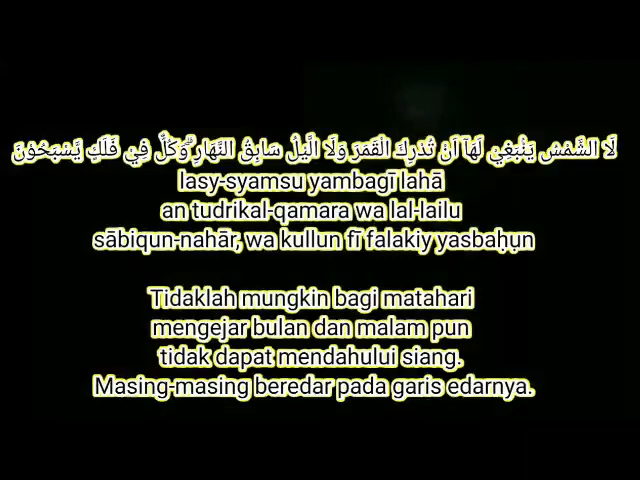 لَا الشَّمْسُ يَنْۢبَغِيْ لَهَآ اَنْ تُدْرِكَ الْقَمَرَ وَلَا الَّيْلُ سَابِقُ النَّهَارِ ۗوَكُلٌّ فِيْ فَلَكٍ يَّسْبَحُوْنَ
lasy-syamsu yambagī lahā
an tudrikal-qamara wa lal-lailu
sābiqun-nahār, wa kullun fī falakiy yasbaḥụn
Tidaklah mungkin bagi matahari
mengejar bulan dan malam pun
tidak dapat mendahului siang.
Masing-masing beredar pada garis edarnya.